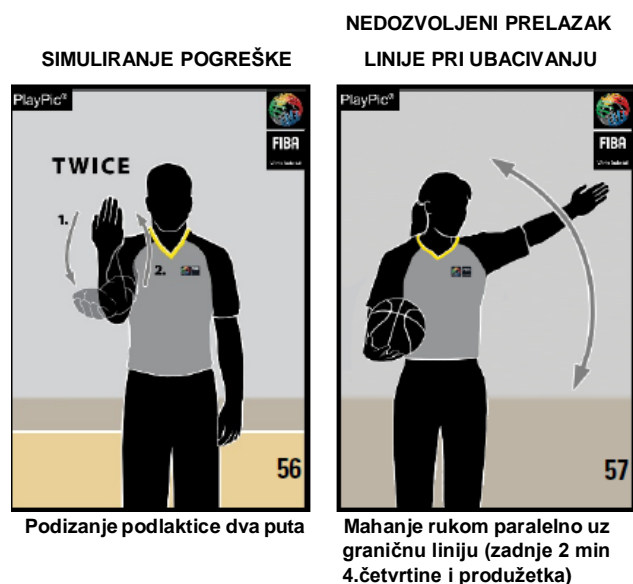 SIMULIRANJE POGREŠKE
NEDOZVOLJENI PRELAZAK
LINIJE PRI UBACIVANJU
PlayPic®
FIBA
TWICE
1.
2.
56
PlayPic®
FIBA
57
Podizanje podlaktice dva puta
Mahanje rukom paralelno uz
graničnu liniju (zadnje 2 min
4.četvrtine i produžetka)